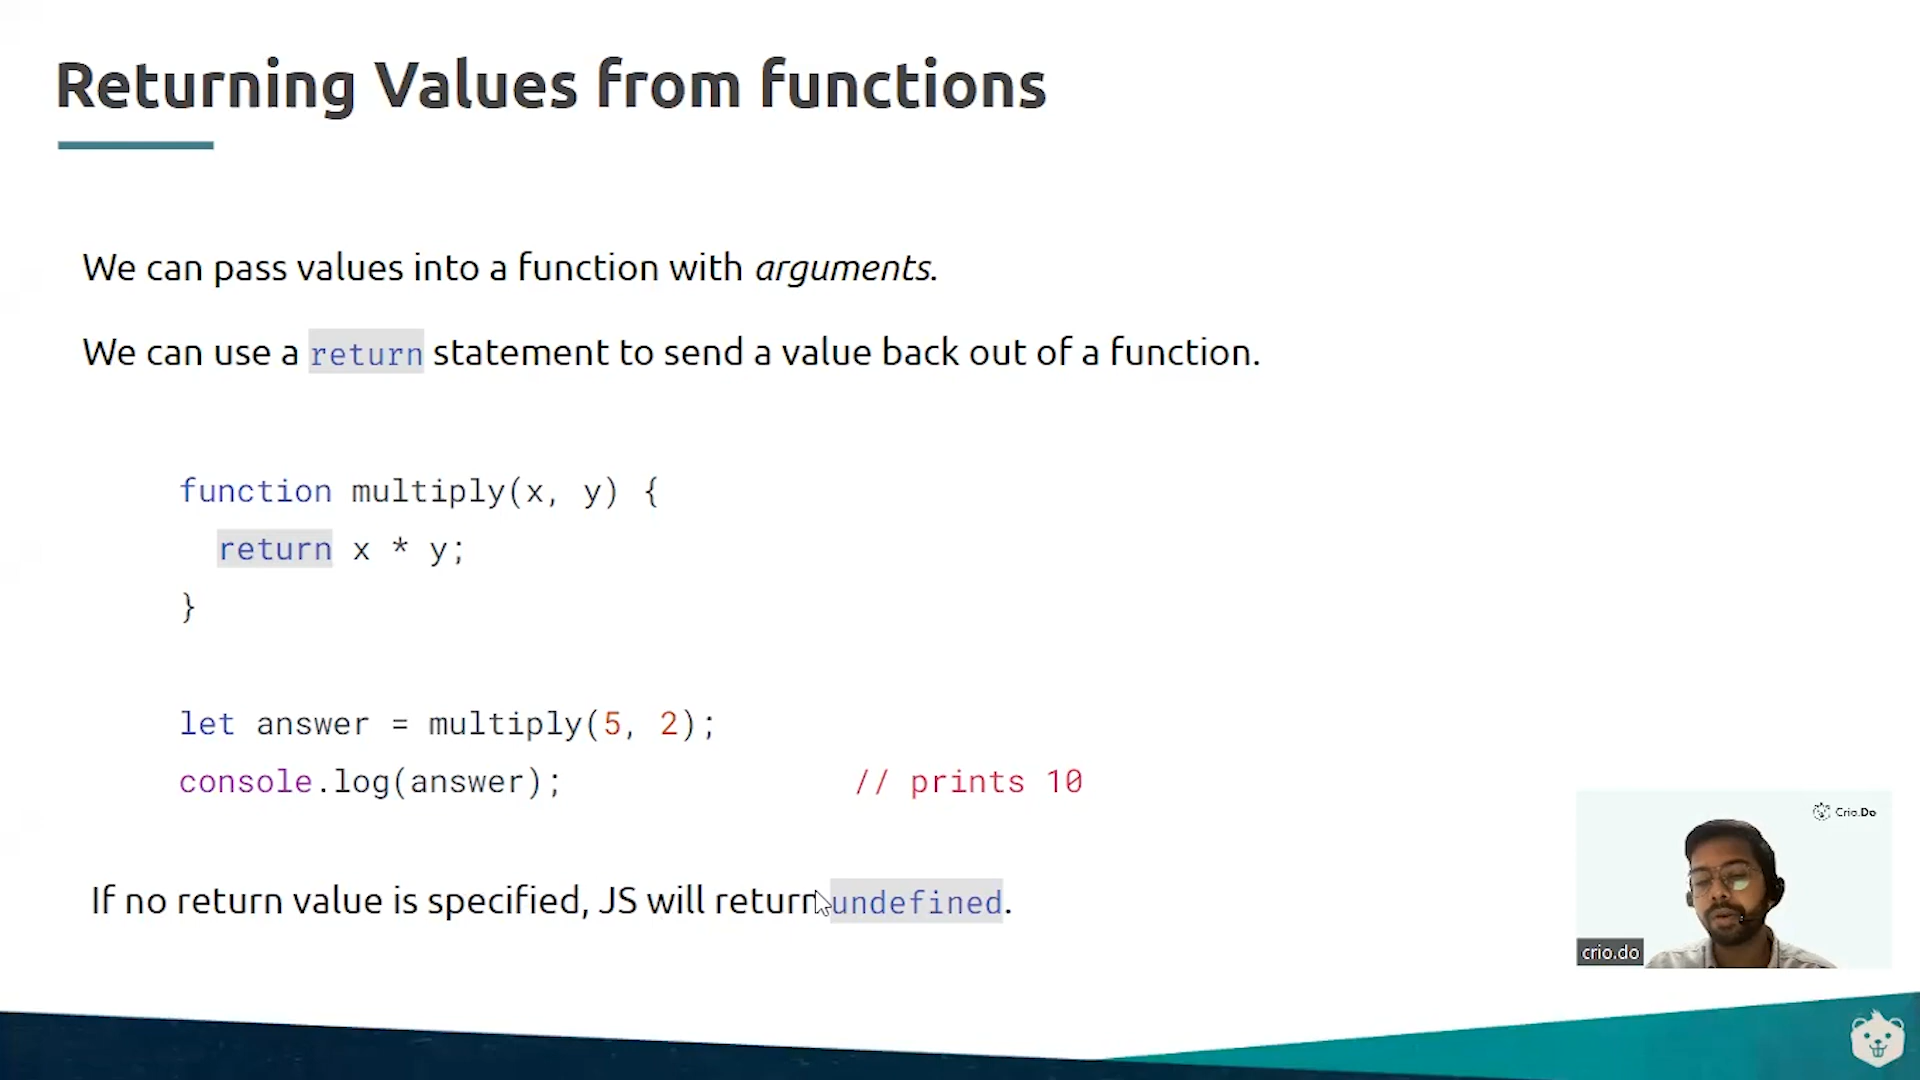 Returning Values from functions
We can pass values into a function with arguments.
We can use a return statement to send a value back out of a function.
function multiply(x, y) {
return x * y;
}
let answer = multiply(5, 2);
console.log(answer); // prints 10
If no return value is specified, JS will return undefined.
Crio.Do
crio.do